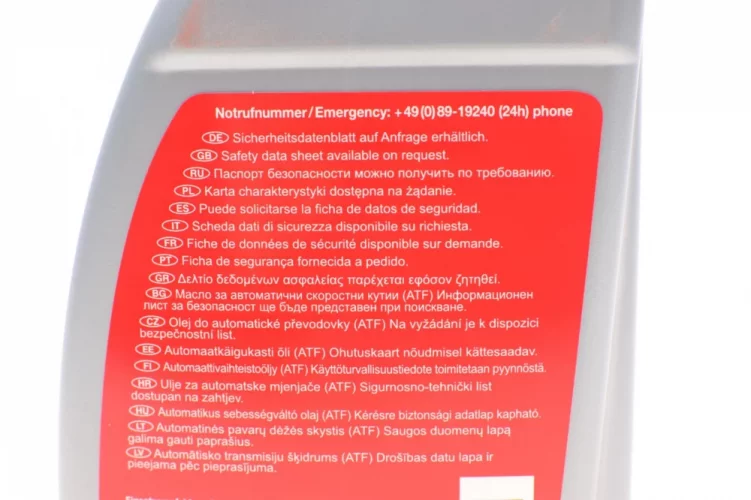 Notrufnummer/Emergency: +49(0)89-19240 (24h) phone
DE Sicherheitsdatenblatt auf Anfrage erhältlich.
GB Safety data sheet available on request.
RU Паспорт безопасности можно получить по требованию.
PL Karta charakterystyki dostępna na żądanie.
ES Puede solicitarse la ficha de datos de seguridad.
IT Scheda dati di sicurezza disponibile su richiesta.
FR Fiche de données de sécurité disponible sur demande.
PT Ficha de segurança fornecida a pedido.
GR Δελτίο δεδομένων ασφαλείας παρέχεται εφόσον ζητηθεί.
BG Масло за автоматични скоростни кутии (ATF) Информационен
лист за безопасност ще бъде представен при поискване.
CZ Olej do automatické převodovky (ATF) Na vyžádání je k dispozici
bezpečnostní list.
EE Automaatkäigukasti õli (ATF) Ohutuskaart nõudmisel kättesaadav.
FI Automaattivaihteistoöljy (ATF) Käyttöturvallisuustiedote toimitetaan pyynnöstä.
HR Ulje za automatske mjenjače (ATF) Sigurnosno-tehnički list
dostupan na zahtjev.
HU Automatikus sebességváltó olaj (ATF) Kérésre biztonsági adatlap kapható.
LT Automatinės pavarų dėžės skystis (ATF) Saugos duomenų lapą
galima gauti paprašius.
LV Automātisko transmisiju šķidrums (ATF) Drošības datu lapa ir
pieejama pēc pieprasījuma.